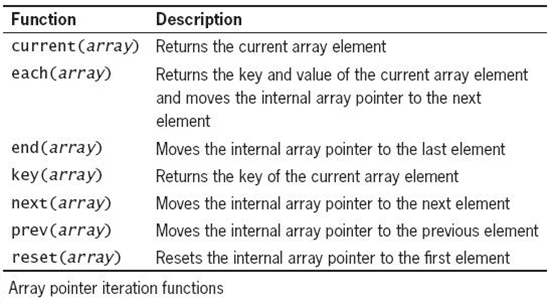 Function Description
current(array) Returns the current array element
each(array) Returns the key and value of the current array element
and moves the internal array pointer to the next
element
end(array) Moves the internal array pointer to the last element
key(array) Returns the key of the current array element
next(array) Moves the internal array pointer to the next element
prev(array) Moves the internal array pointer to the previous element
reset(array) Resets the internal array pointer to the first element
Array pointer iteration functions